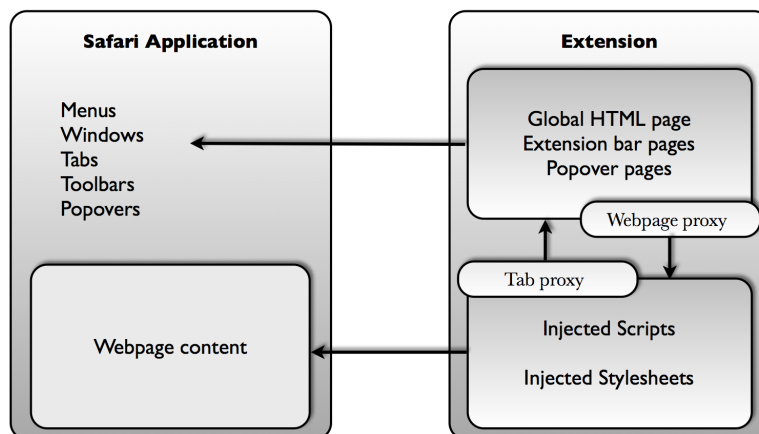 Safari Application
Menus
Windows
Tabs
Toolbars
Popovers
Webpage content
Extension
Global HTML page
Extension bar pages
Popover pages
Webpage proxy
Tab proxy
Injected Scripts
Injected Stylesheets